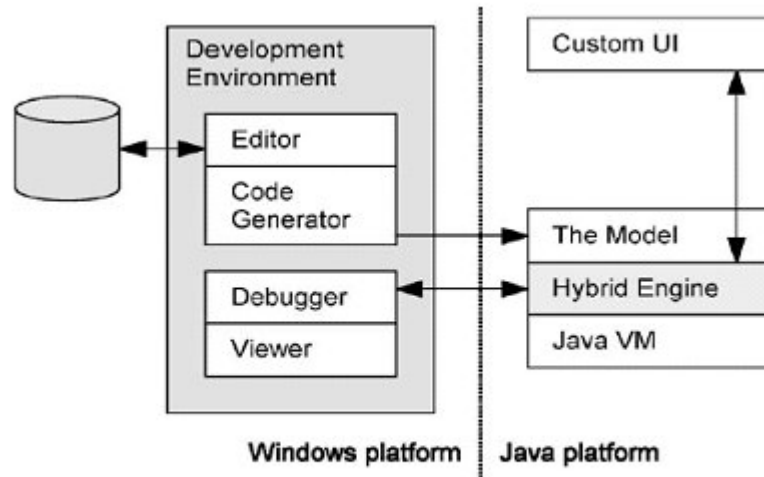 Development
Environment
Editor
Code
Generator
Debugger
Viewer
Custom UI
The Model
Hybrid Engine
Java VM
Windows platform
Java platform